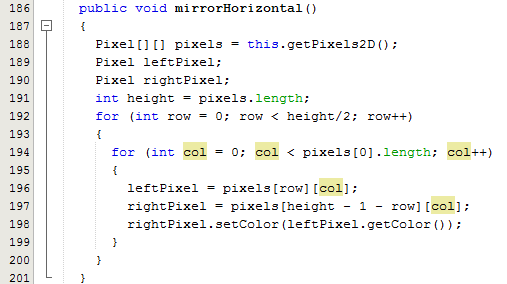 186 public void mirrorHorizontal()
187 {
188 Pixel[][] pixels = this.getPixels2D();
189 Pixel leftPixel;
190 Pixel rightPixel;
191 int height = pixels.length;
192 for (int row = 0; row < height/2; row++)
193 {
194 for (int col = 0; col < pixels[0].length; col++)
195 {
196 leftPixel = pixels[row][col];
197 rightPixel = pixels[height - 1 - row][col];
198 rightPixel.setColor(leftPixel.getColor());
199 }
200 }
201 }